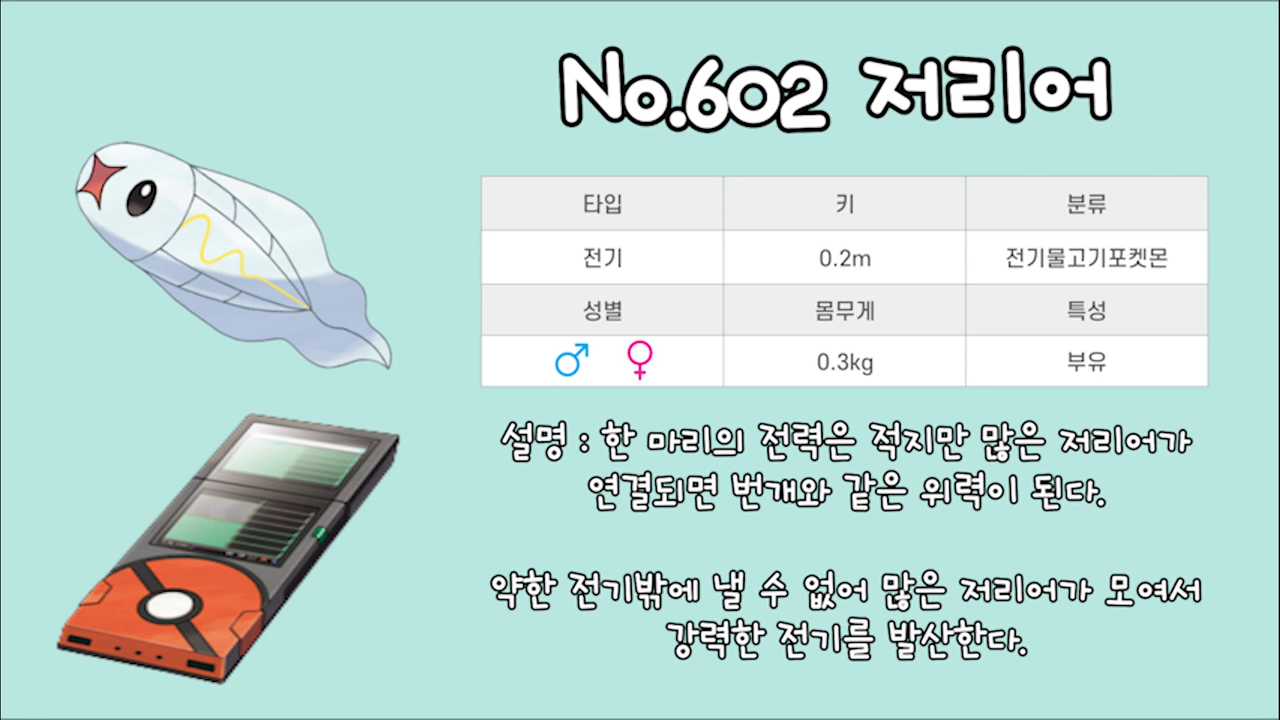 No.602 저리어
타입 키 분류
전기 0.2m 전기물고기포켓몬
성별 몸무게 특성
♂ ♀ 0.3kg 부유
설명 : 한 마리의 전력은 적지만 많은 저리어가
연결되면 번개와 같은 위력이 된다.
약한 전기밖에 낼 수 없어 많은 저리어가 모여서
강력한 전기를 발산한다.